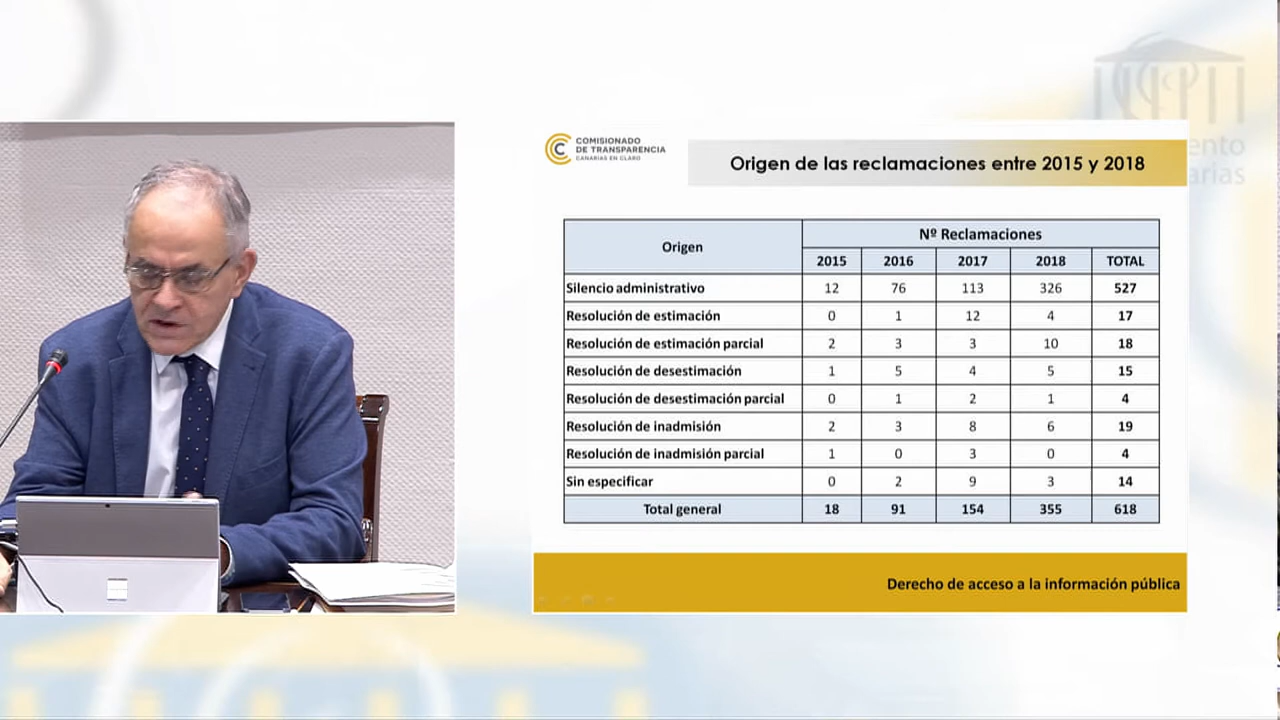 COMISIONADO
DE TRANSPARENCIA
CANARIAS EN CLARO
Origen de las reclamaciones entre 2015 y 2018
ento
arias
Origen
Nº Reclamaciones
2015 2016 2017 2018 TOTAL
Silencio administrativo 12 76 113 326 527
Resolución de estimación 0 1 12 4 17
Resolución de estimación parcial 2 3 3 10 18
Resolución de desestimación 1 5 4 5 15
Resolución de desestimación parcial 0 1 2 1 4
Resolución de inadmisión 2 3 8 6 19
Resolución de inadmisión parcial 1 0 3 0 4
Sin especificar 0 2 9 3 14
Total general 18 91 154 355 618
Derecho de acceso a la información pública